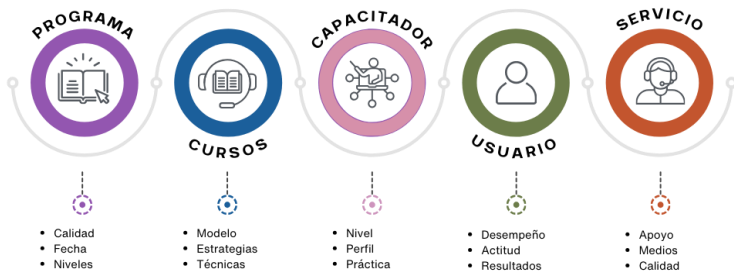 PROGRAMA
CURSOS
CAPACITADOR
USUARIO
SERVICIO
• Calidad
• Fecha
• Niveles
• Modelo
• Estrategias
• Técnicas
• Nivel
• Perfil
• Práctica
• Desempeño
• Actitud
• Resultados
• Apoyo
• Medios
• Calidad